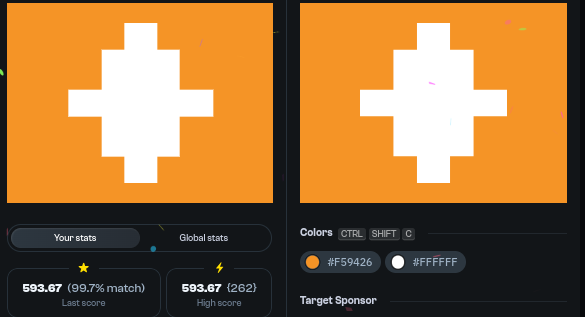 Your stats
Global stats
593.67 (99.7% match)
Last score
593.67 {262}
High score
Colors CTRL SHIFT C
#F59426
#FFFFFF
Target Sponsor